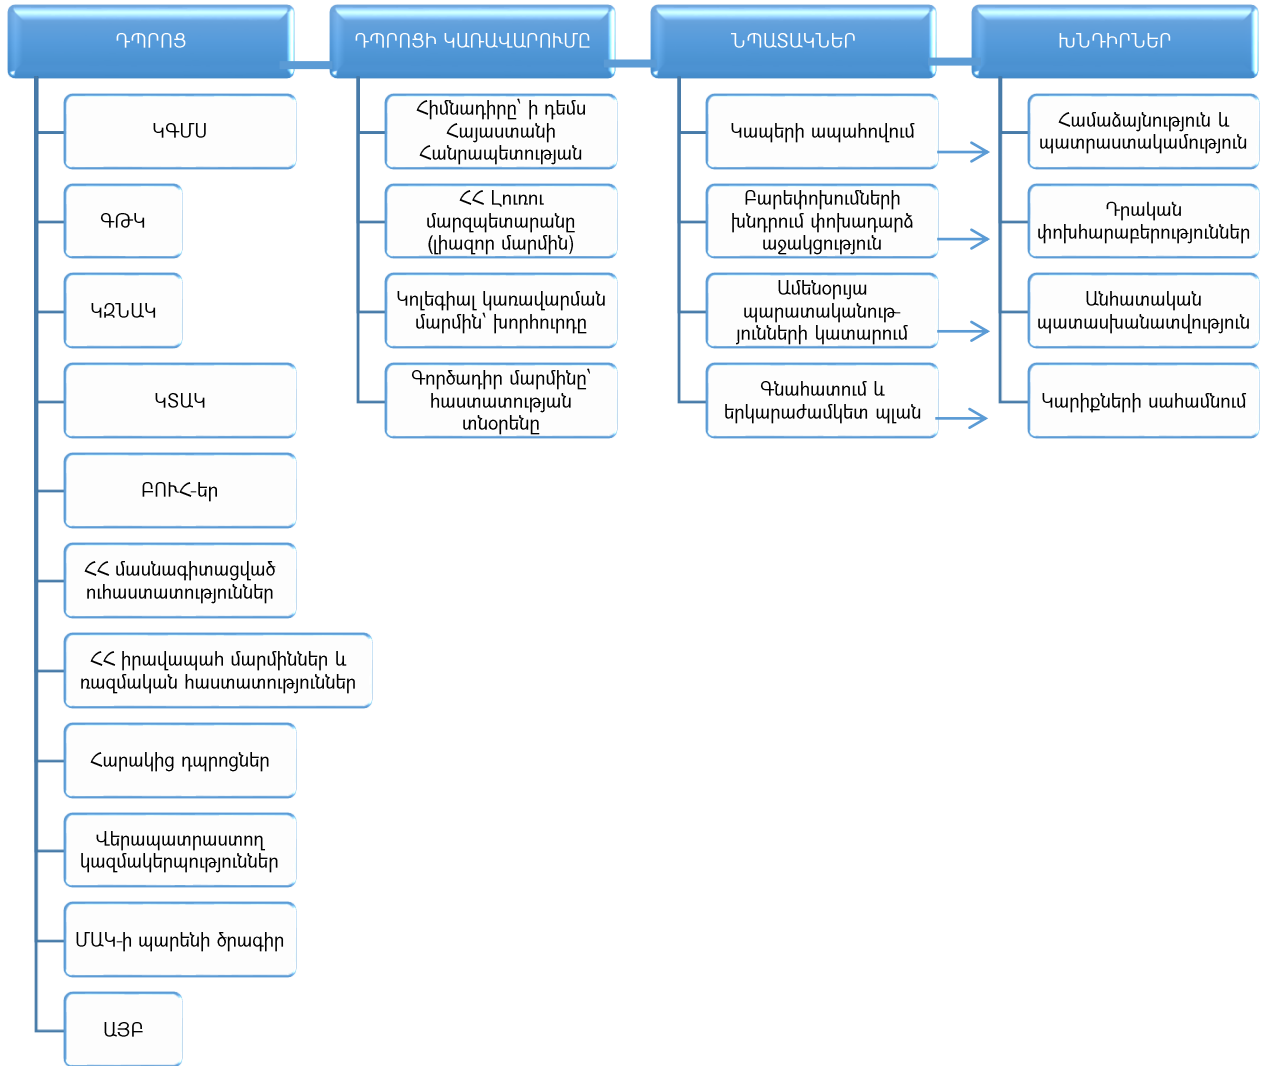 ԴՊՐՈՑ
ԿԳՄՍ
ԳԹԿ
ԿԶՆԱԿ
ԿՏԱԿ
ԲՈՒՀ-եր
ՀՀ մասնագիտացված
ուհաստատություններ
ՀՀ իրավապահ մարմիններ և
ռազմական հաստատություններ
Հարակից դպրոցներ
Վերապատրաստող
կազմակերպություններ
ՄԱԿ-ի պարենի ծրագիր
ԱՅԲ
ԴՊՐՈՑԻ ԿԱՌԱՎԱՐՈՒՄԸ
Հիմնադիրը՝ ի դեմս
Հայաստանի
Հանրապետության
ՀՀ Լուռու
մարզպետարանը
(լիազոր մարմին)
Կոլեգիալ կառավարման
մարմին՝ խորհուրդը
Գործադիր մարմինը՝
հաստատության
տնօրենը
ՆՊԱՏԱԿՆԵՐ
Կապերի ապահովում
Բարեփոխումների
խնդրում փոխադարձ
աջակցություն
Ամենօրյա
պարատականութ-
յունների կատարում
Գնահատում և
երկարաժամկետ պլան
ԽՆԴԻՐՆԵՐ
Համաձայնություն և
պատրաստակամություն
Դրական
փոխհարաբերություններ
Անհատական
պատասխանատվություն
Կարիքների սահամնում